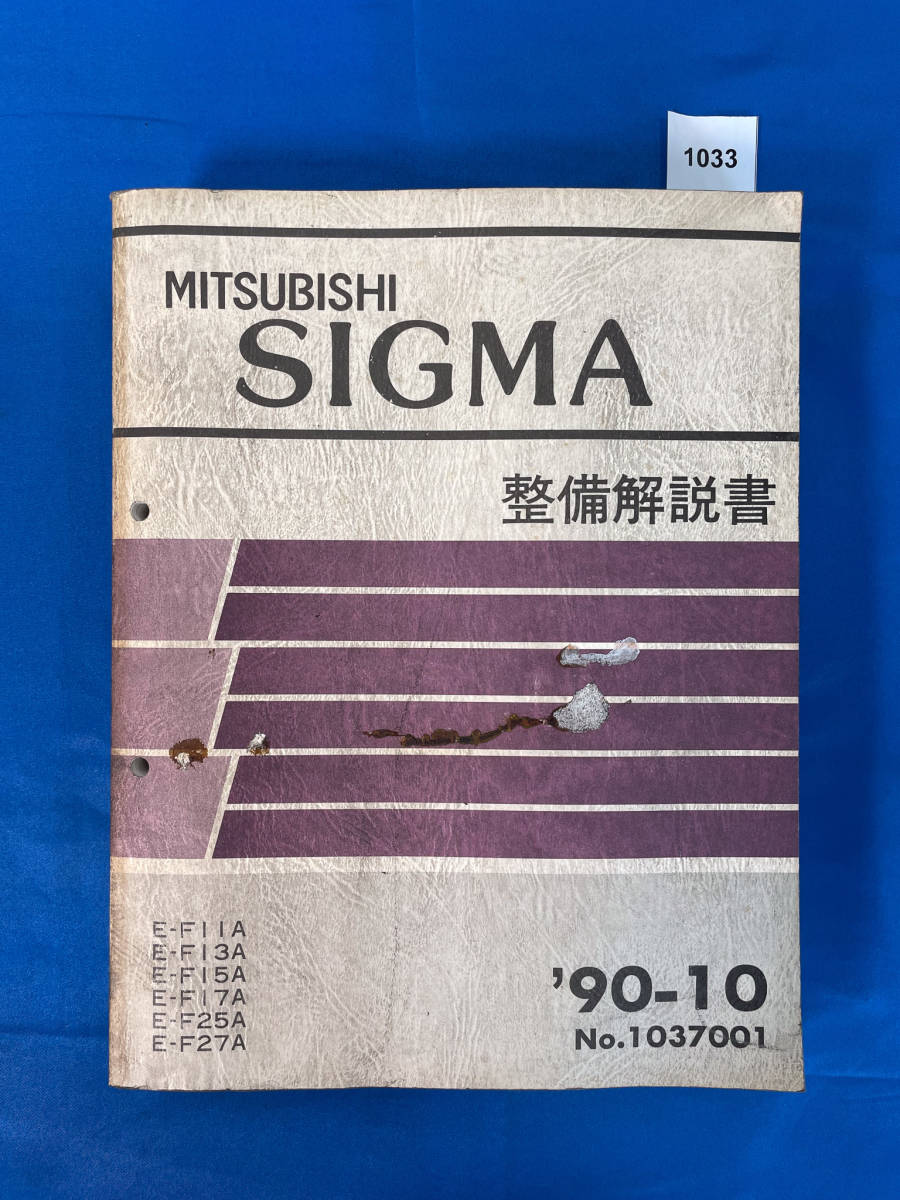 1033
MITSUBISHI
SIGMA
整備解説書
E-F11A
E-F13A
E-F15A
E-F17A
E-F25A
E-F27A
'90-10
No.1037001